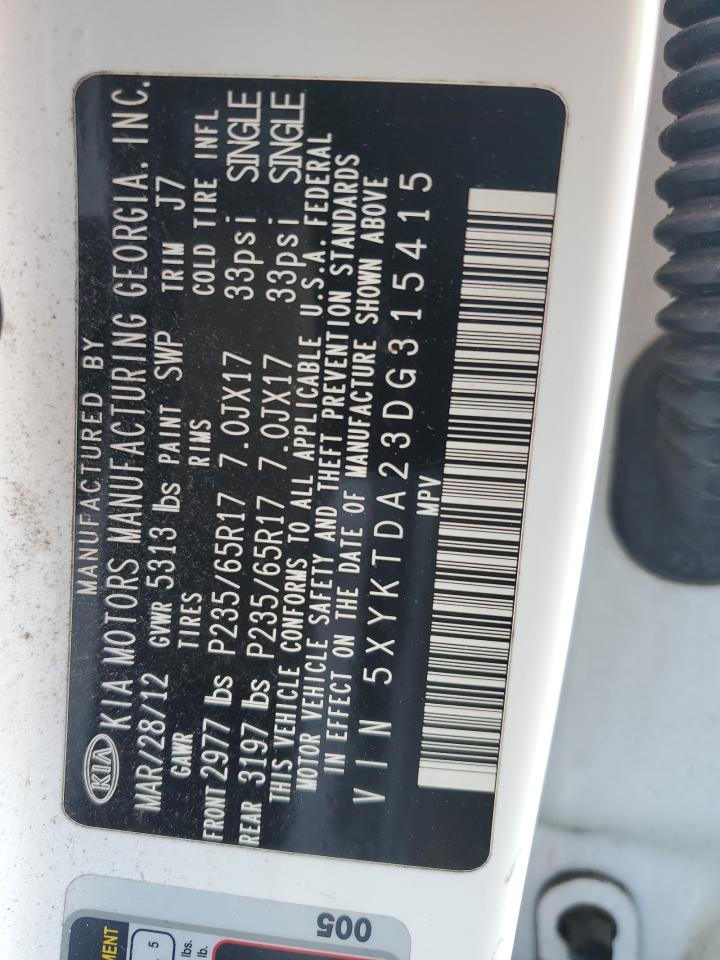 MANUFACTURED BY
KIA KIA MOTORS MANUFACTURING GEORGIA, INC.
MAR/28/12 GVWR 5313 lbs PAINT SWP TRIM J7
GAWR TIRES RIMS COLD TIRE INFL
FRONT 2977 lbs P235/65R17 7.0JX17 33psi SINGLE
REAR 3197 lbs P235/65R17 7.0JX17 33psi SINGLE
THIS VEHICLE CONFORMS TO ALL APPLICABLE U.S.A. FEDERAL
MOTOR VEHICLE SAFETY AND THEFT PREVENTION STANDARDS
IN EFFECT ON THE DATE OF MANUFACTURE SHOWN ABOVE
VIN 5XYKTDA23DG315415
MPV
005
5
lbs.
lb.